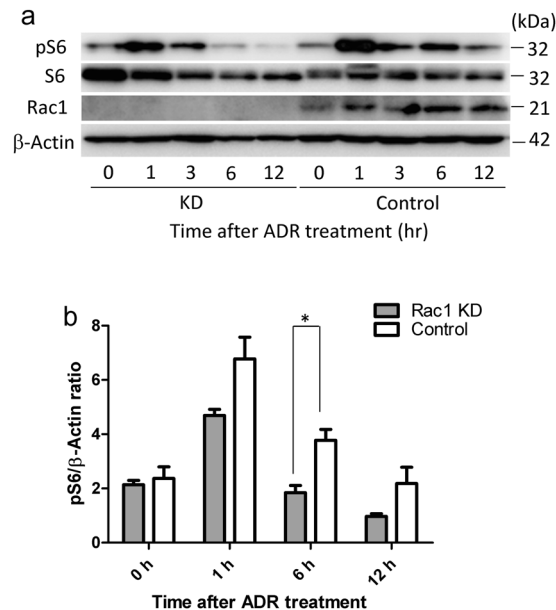 a
(kDa)
pS6
32
S6
32
Rac1
21
β-Actin
42
0 1 3 6 12 0 1 3 6 12
KD Control
Time after ADR treatment (hr)
b
Rac1 KD
Control
*
8
6
4
2
0
pS6/β-Actin ratio
0 h 1 h 6 h 12 h
Time after ADR treatment